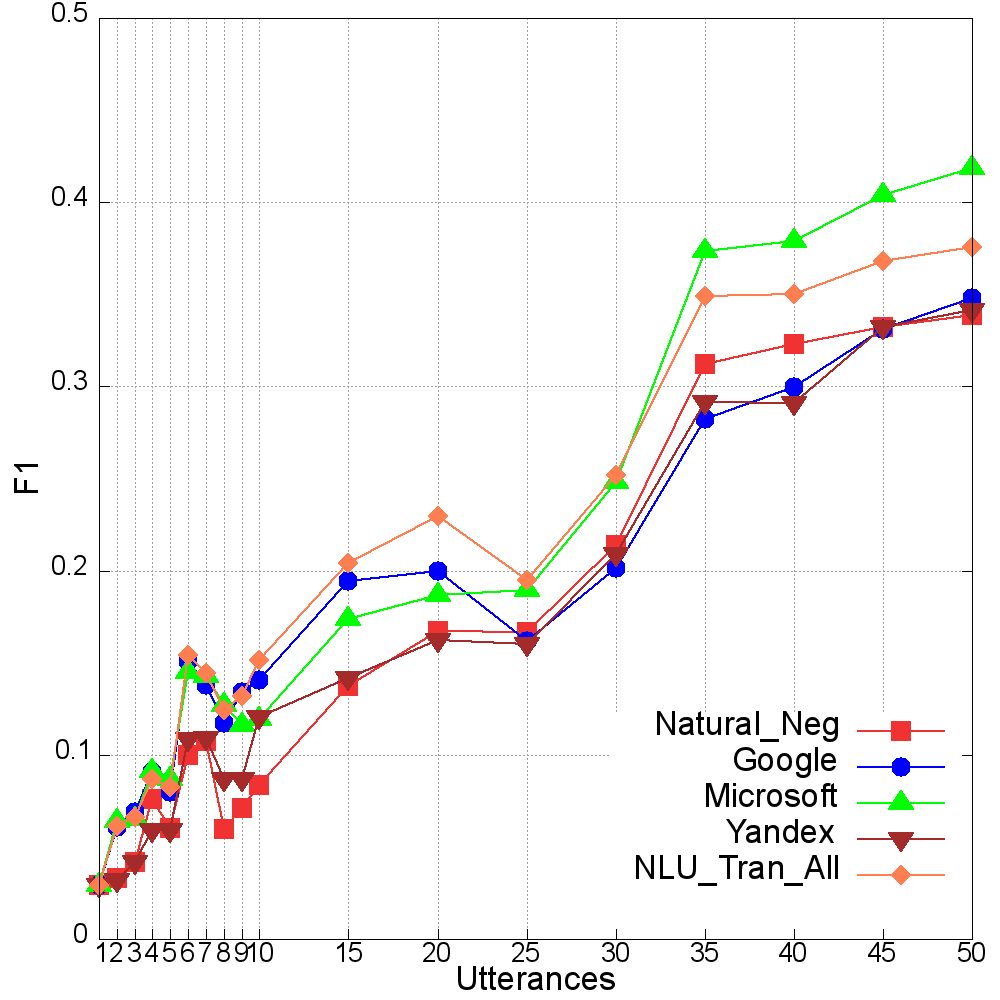 0.5
0.4
0.3
0.2
0.1
0
F1
1 2 3 4 5 6 7 8 9 10 15 20 25 30 35 40 45 50
Utterances
Natural_Neg
Google
Microsoft
Yandex
NLU_Tran_All